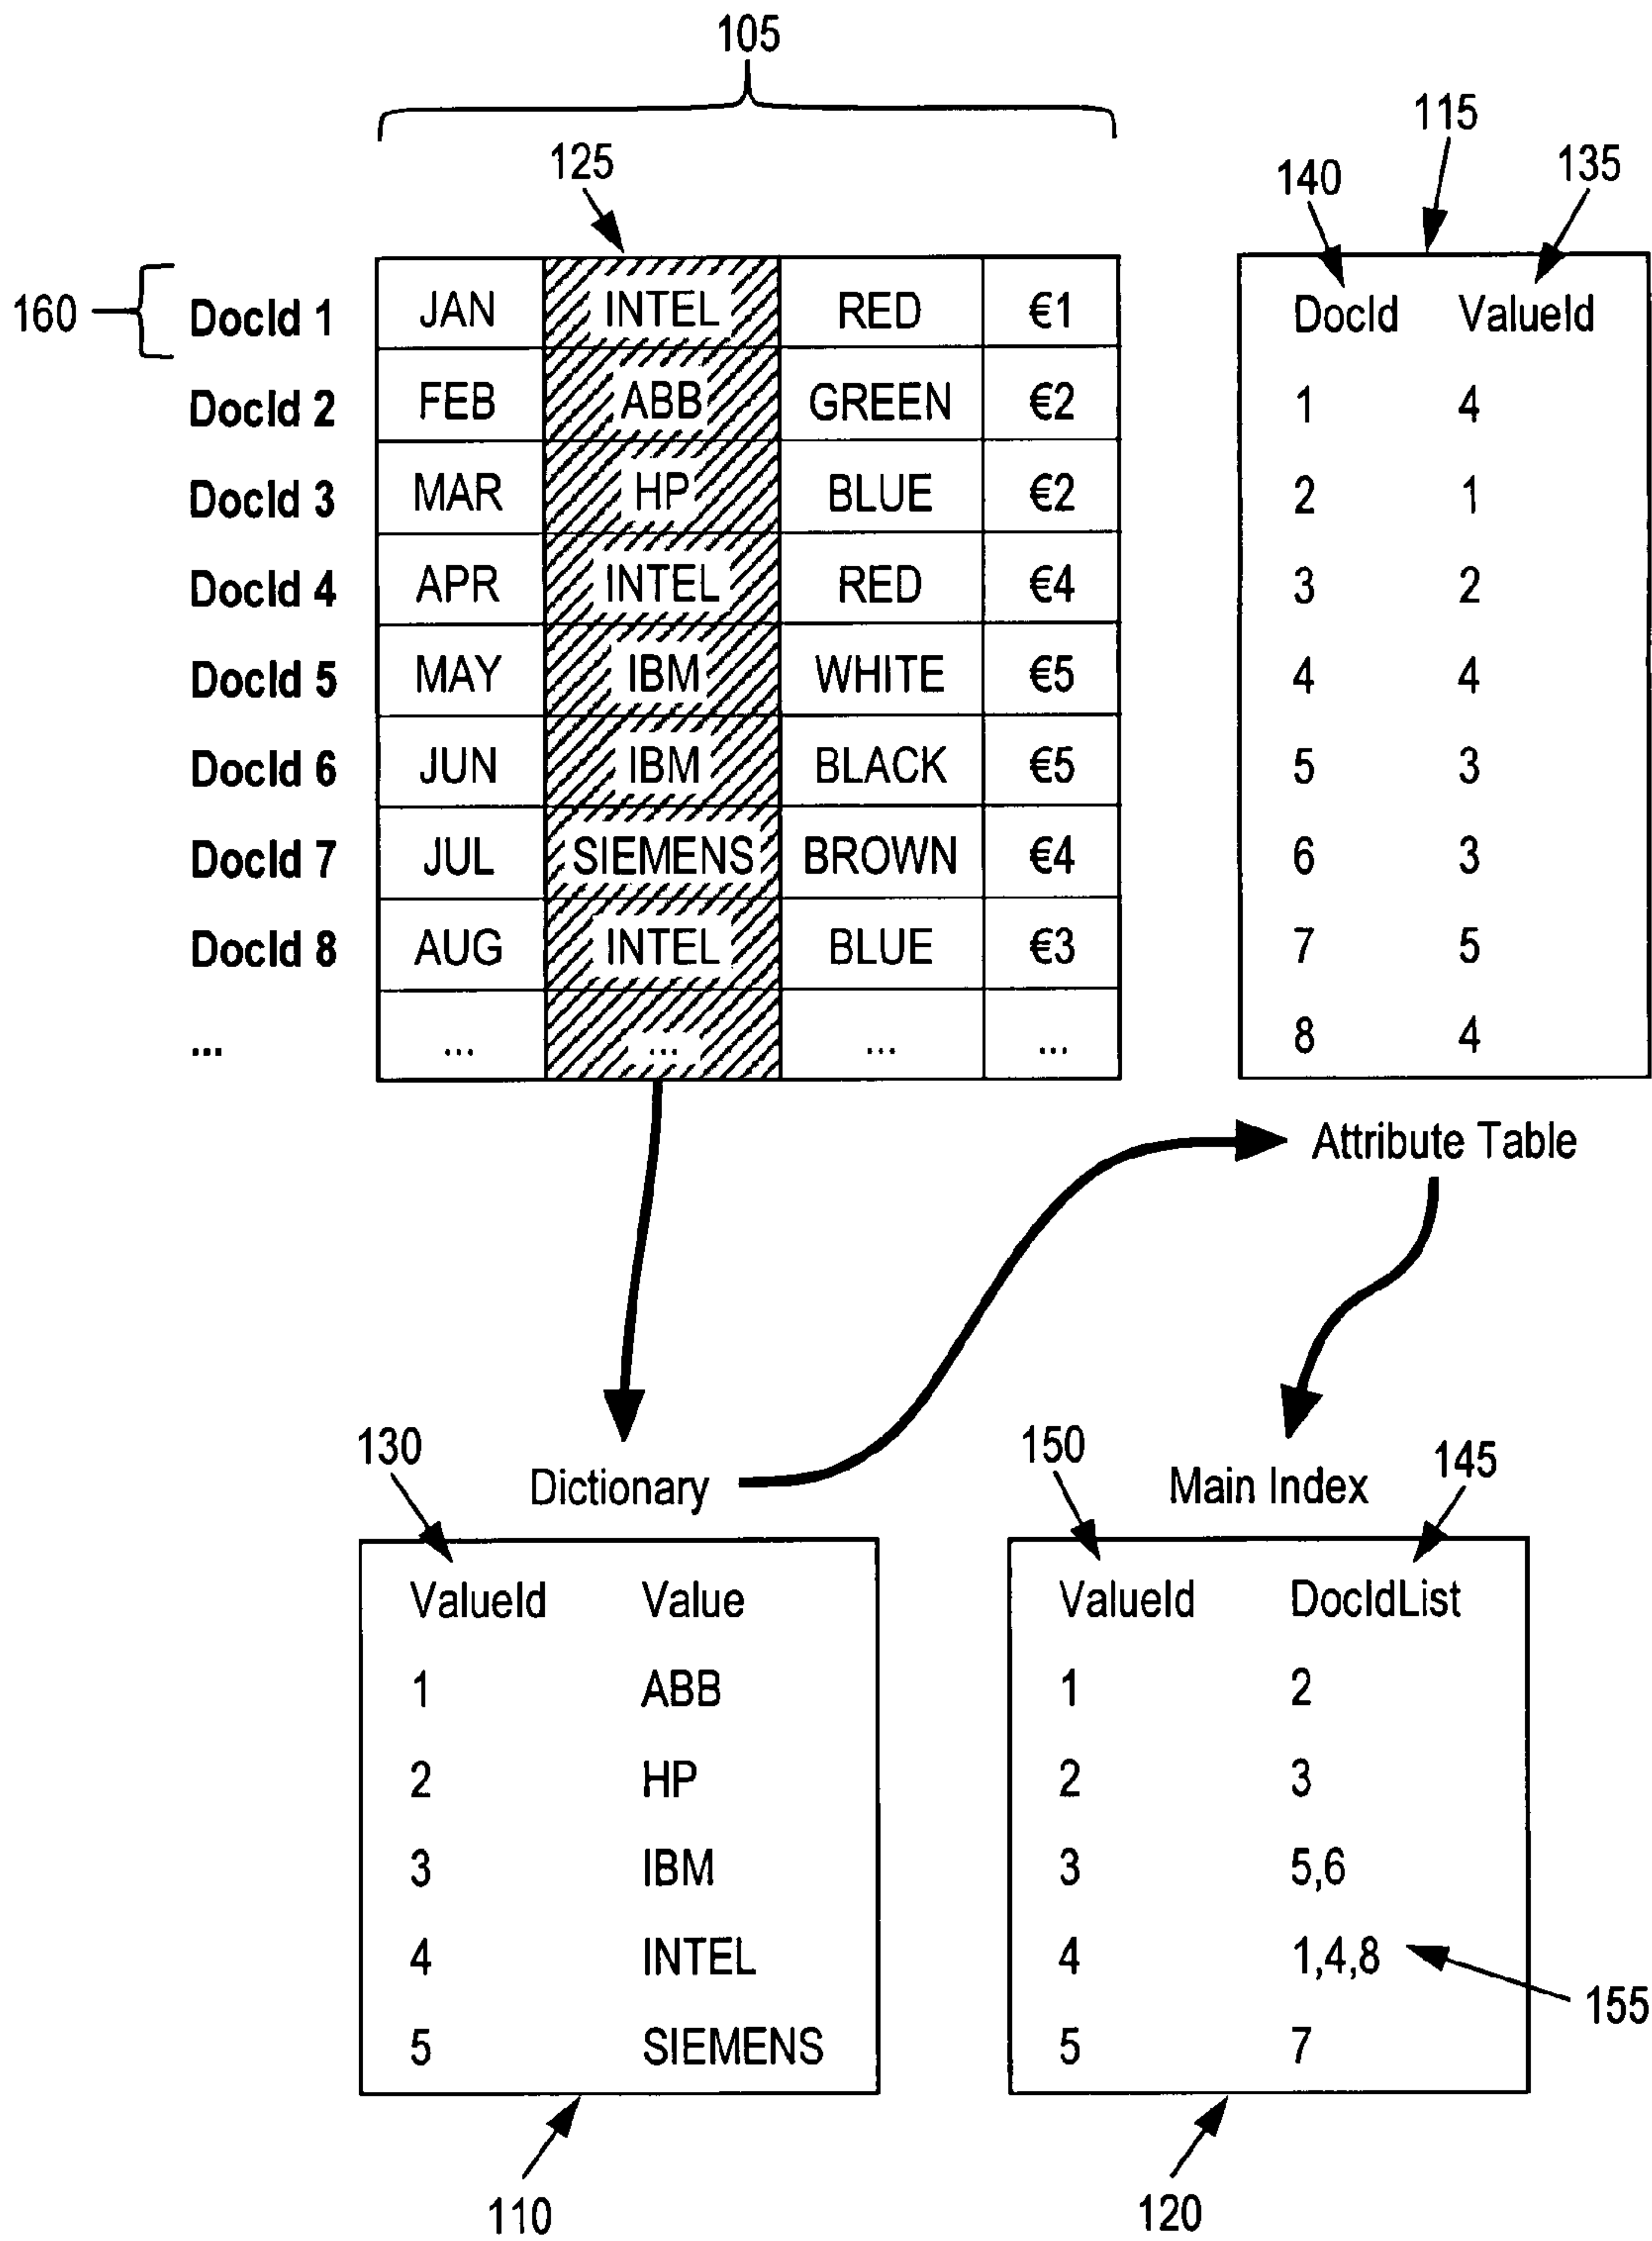 105
125
115
140
135
160
DocId 1 JAN INTEL RED €1
DocId 2 FEB ABB GREEN €2
DocId 3 MAR HP BLUE €2
DocId 4 APR INTEL RED €4
DocId 5 MAY IBM WHITE €5
DocId 6 JUN IBM BLACK €5
DocId 7 JUL SIEMENS BROWN €4
DocId 8 AUG INTEL BLUE €3
... ... ... ... ...
DocId ValueId
1 4
2 1
3 2
4 4
5 3
6 3
7 5
8 4
Attribute Table
130
Dictionary
ValueId Value
1 ABB
2 HP
3 IBM
4 INTEL
5 SIEMENS
110
150
145
Main Index
ValueId DocIdList
1 2
2 3
3 5,6
4 1,4,8
5 7
155
120